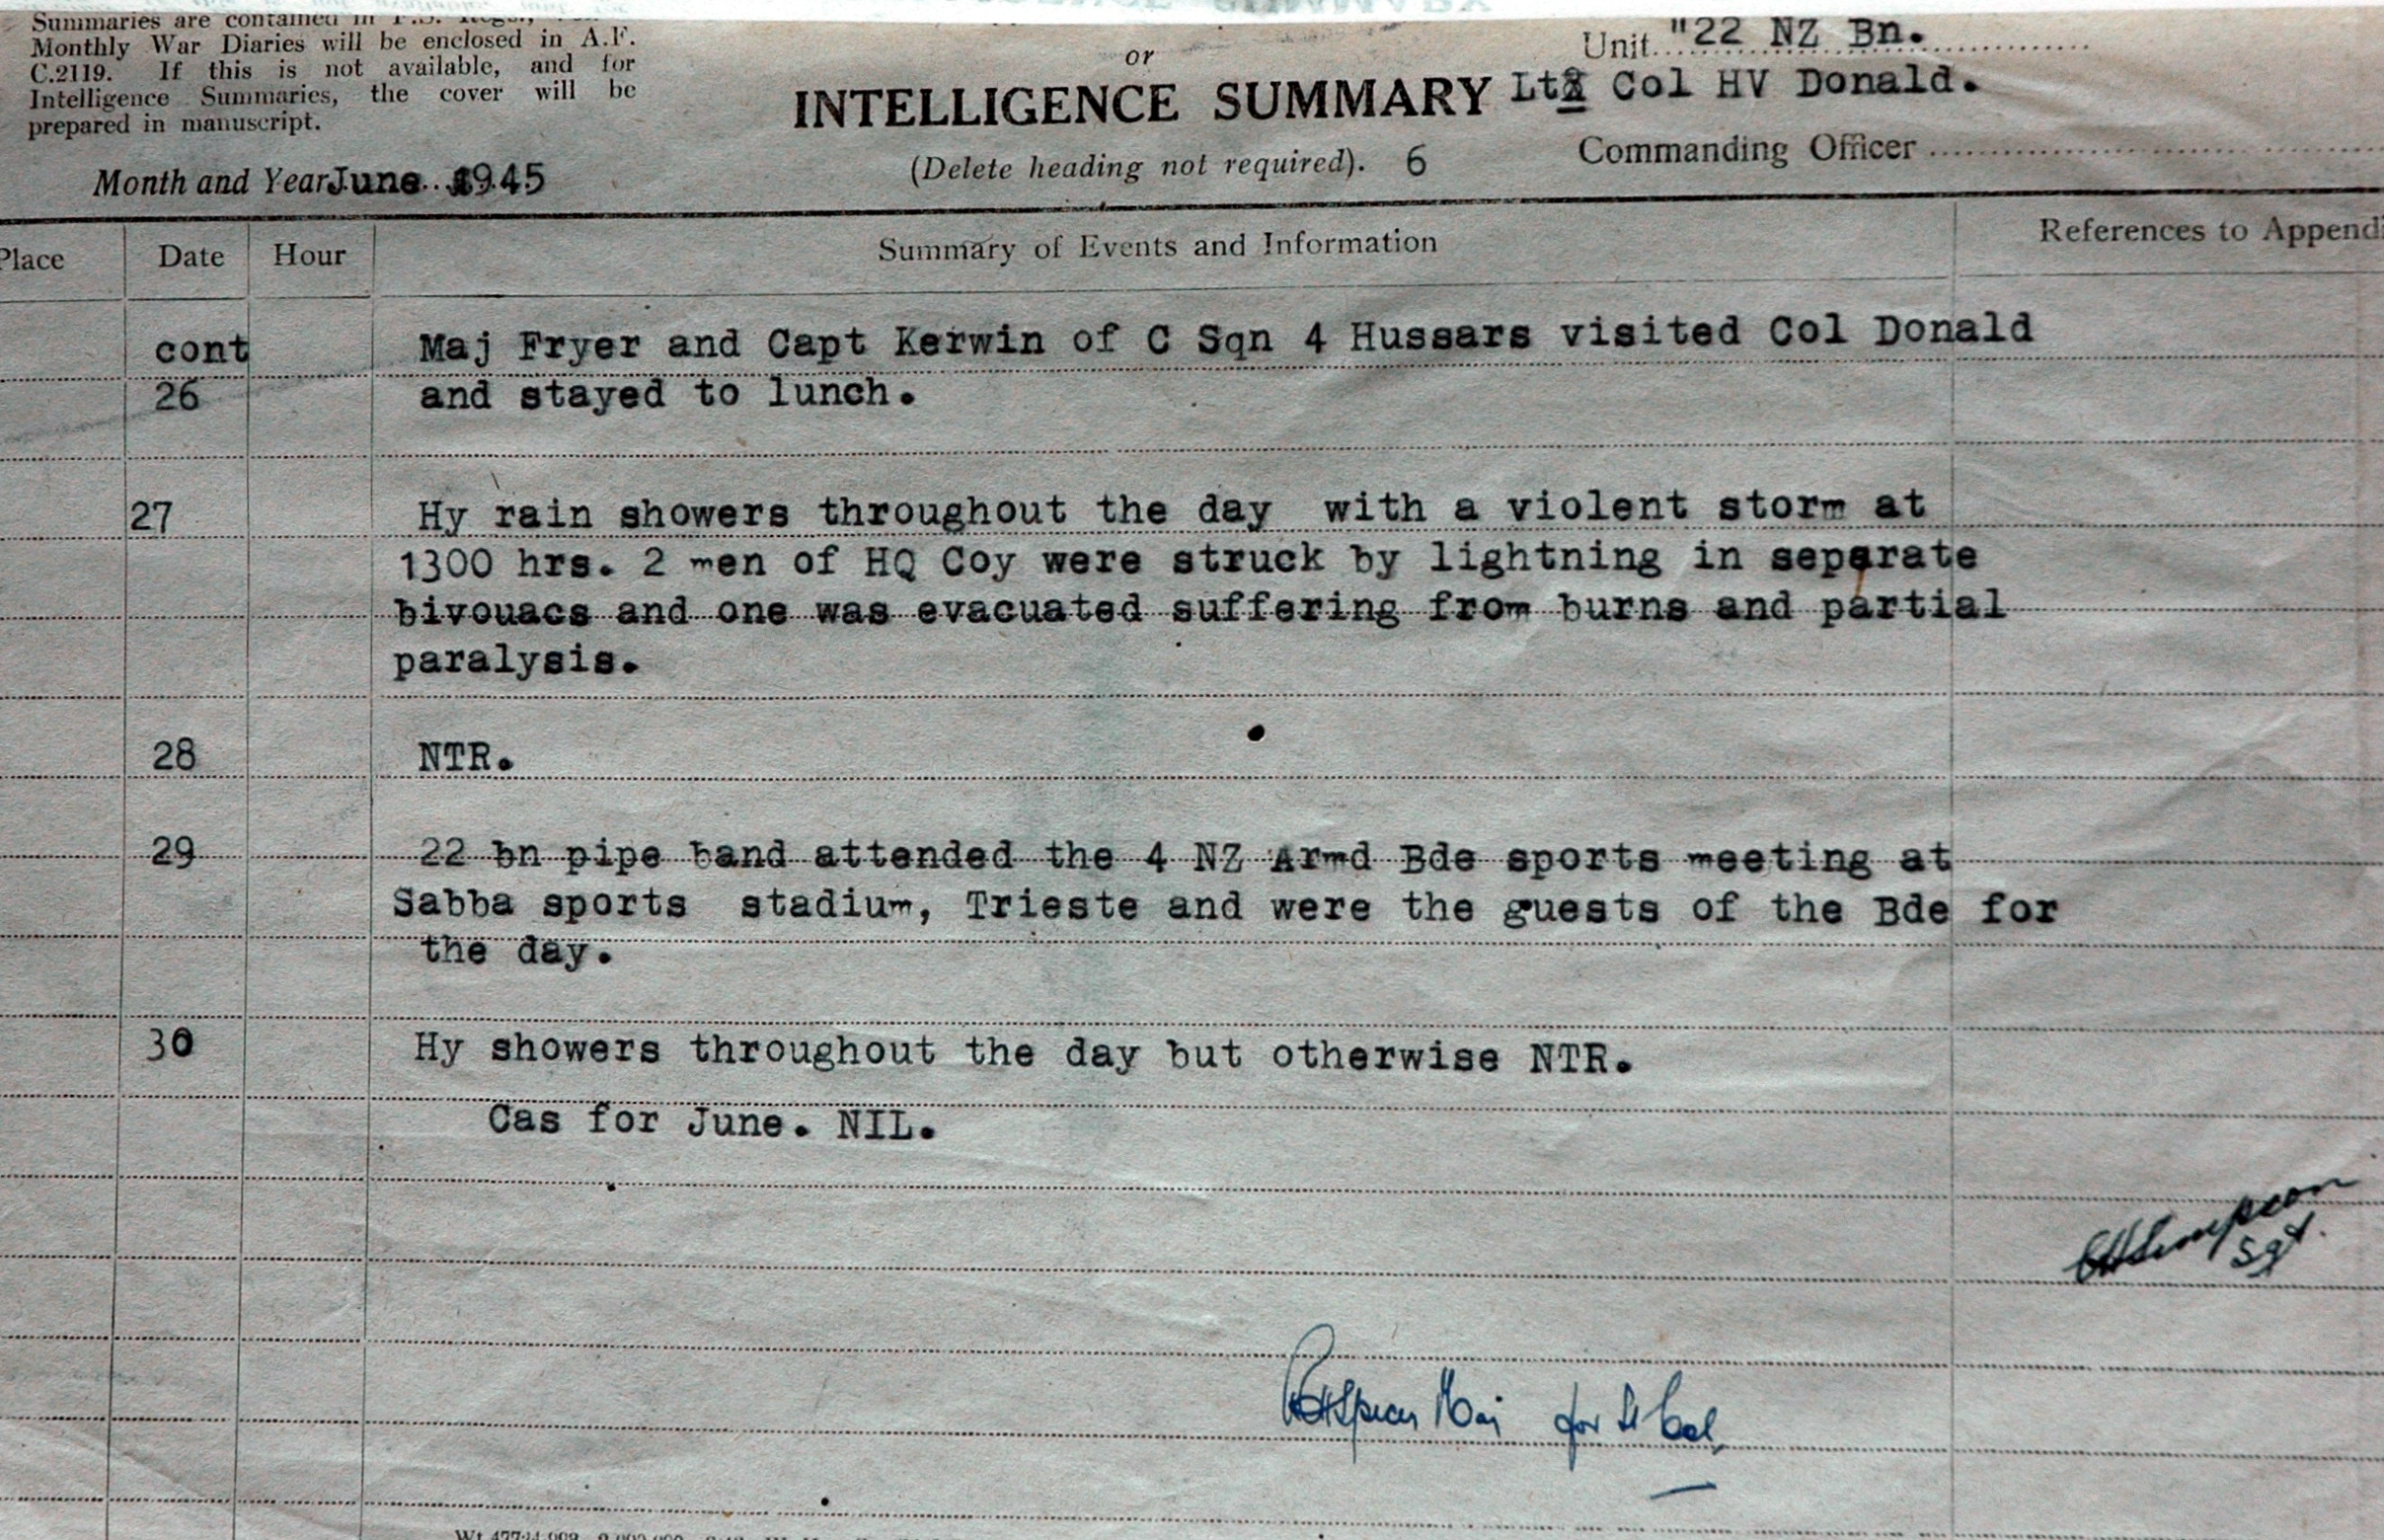 Summaries are contained in F.S. Regs.,
Monthly War Diaries will be enclosed in A.F.
C.2119. If this is not available, and for
Intelligence Summaries, the cover will be
prepared in manuscript.
Month and Year June 1945
or
INTELLIGENCE SUMMARY
(Delete heading not required). 6
Unit "22 NZ Bn.
Lt Col HV Donald.
Commanding Officer
Place Date Hour Summary of Events and Information References to Appendi
cont Maj Fryer and Capt Kerwin of C Sqn 4 Hussars visited Col Donald
26 and stayed to lunch.
27 Hy rain showers throughout the day with a violent storm at
1300 hrs. 2 men of HQ Coy were struck by lightning in separate
bivouacs and one was evacuated suffering from burns and partial
paralysis.
28 NTR.
29 22 bn pipe band attended the 4 NZ Armd Bde sports meeting at
Sabba sports stadium, Trieste and were the guests of the Bde for
the day.
30 Hy showers throughout the day but otherwise NTR.
Cas for June. NIL.
Sgt.
Maj for Lt Col